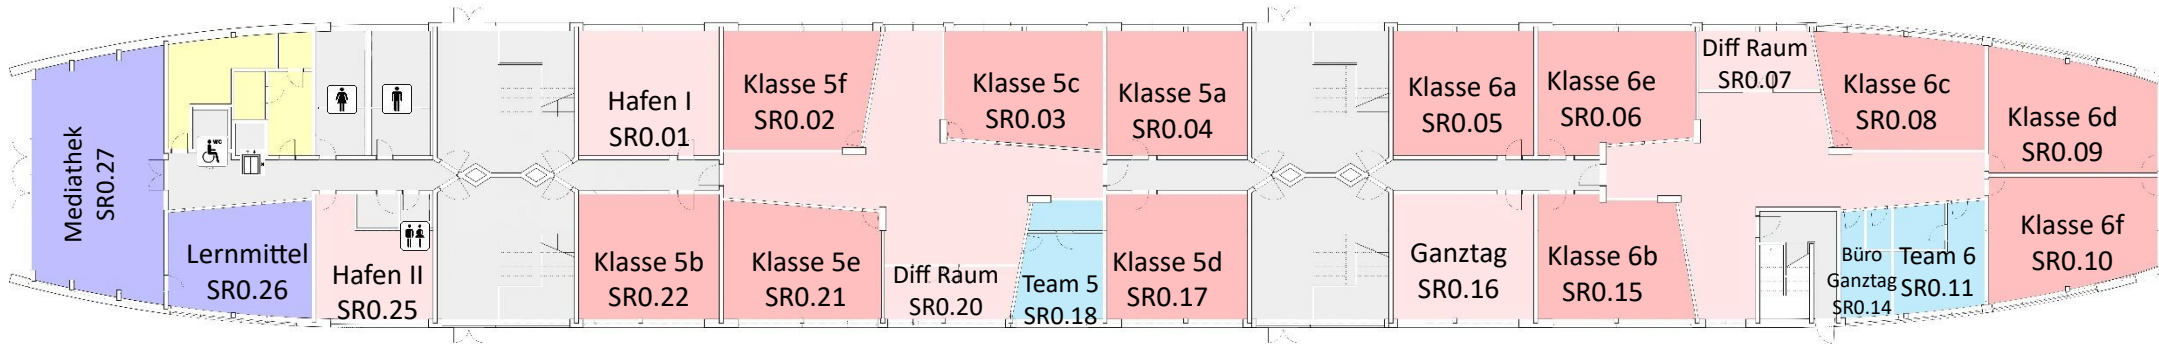 Mediathek
SR0.27
WC
Lernmittel
SR0.26
Hafen II
SR0.25
Hafen I
SR0.01
Klasse 5f
SR0.02
Klasse 5c
SR0.03
Klasse 5a
SR0.04
Klasse 5b
SR0.22
Klasse 5e
SR0.21
Diff Raum
SR0.20
Team 5
SR0.18
Klasse 5d
SR0.17
Klasse 6a
SR0.05
Klasse 6e
SR0.06
Diff Raum
SR0.07
Klasse 6c
SR0.08
Klasse 6d
SR0.09
Ganztag
SR0.16
Klasse 6b
SR0.15
Büro
Ganztag
SR0.14
Team 6
SR0.11
Klasse 6f
SR0.10